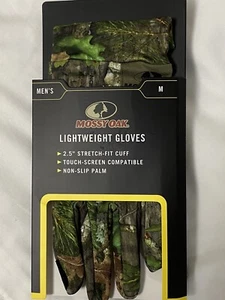 MEN'S M
MOSSY OAK
LIGHTWEIGHT GLOVES
2.5" STRETCH-FIT CUFF
TOUCH-SCREEN COMPATIBLE
NON-SLIP PALM